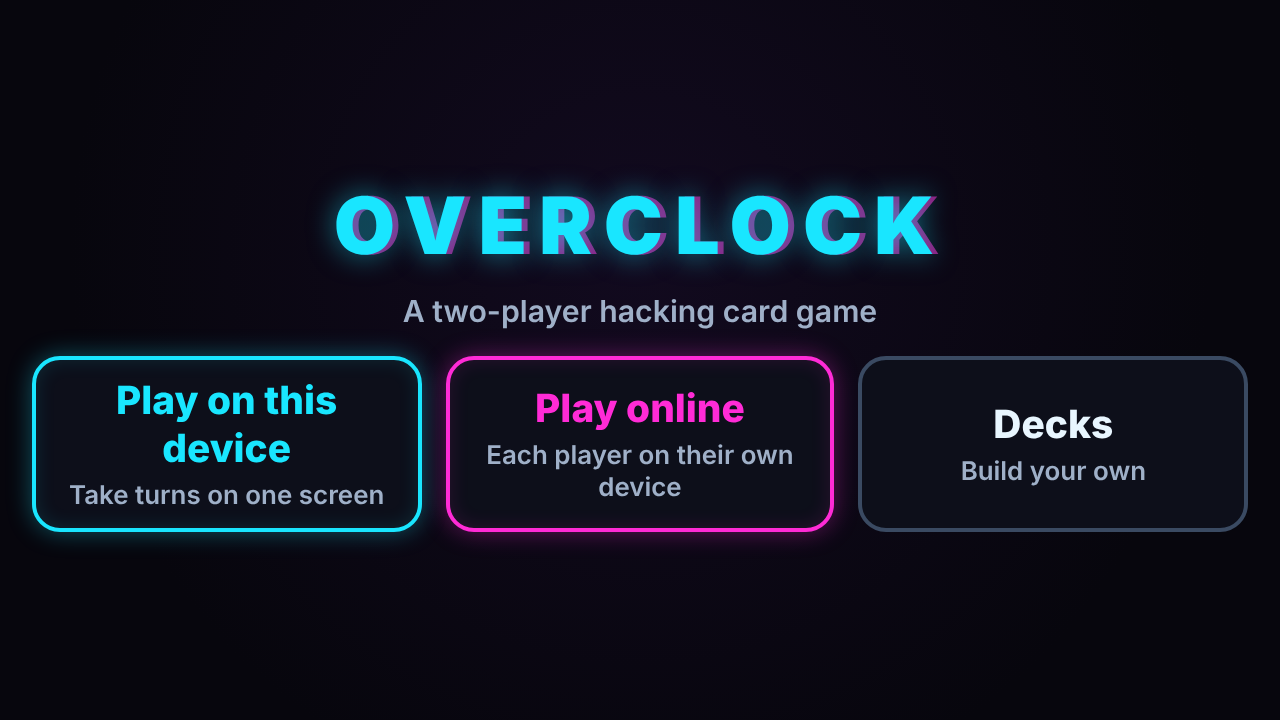 OVERCLOCK
A two-player hacking card game
Play on this
device
Take turns on one screen
Play online
Each player on their own
device
Decks
Build your own